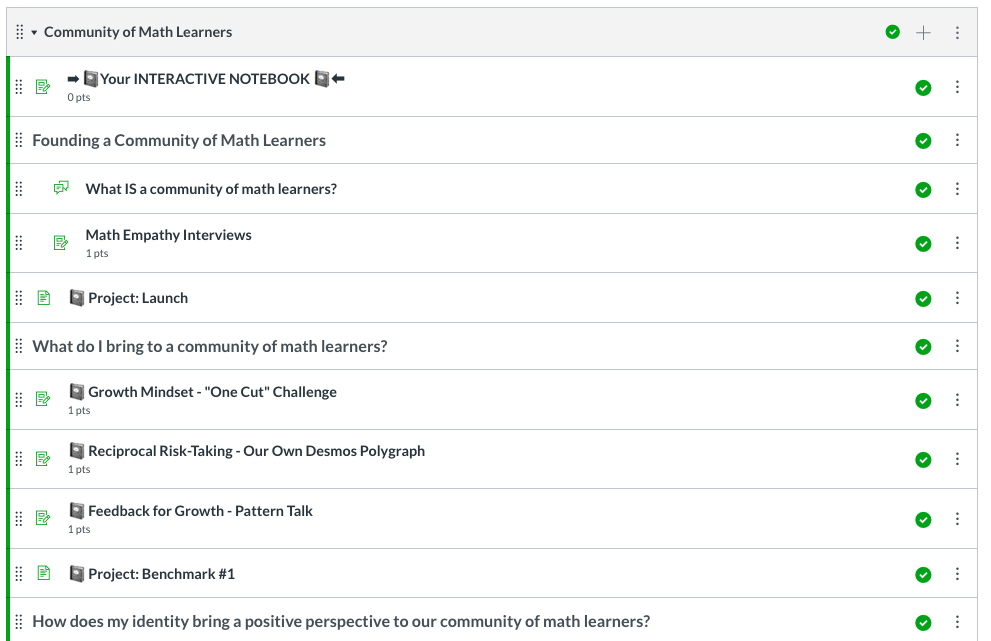 Community of Math Learners
➡ 📓Your INTERACTIVE NOTEBOOK 📓⬅
0 pts
Founding a Community of Math Learners
What IS a community of math learners?
Math Empathy Interviews
1 pts
📓 Project: Launch
What do I bring to a community of math learners?
📓 Growth Mindset - "One Cut" Challenge
1 pts
📓 Reciprocal Risk-Taking - Our Own Desmos Polygraph
1 pts
📓 Feedback for Growth - Pattern Talk
1 pts
📓 Project: Benchmark #1
How does my identity bring a positive perspective to our community of math learners?